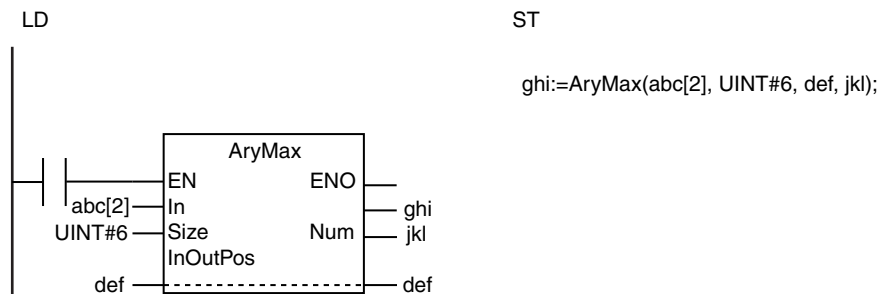 LD
ST
ghi:=AryMax(abc[2], UINT#6, def, jkl);
AryMax
EN ENO
abc[2] In ghi
UINT#6 Size Num jkl
InOutPos
def def